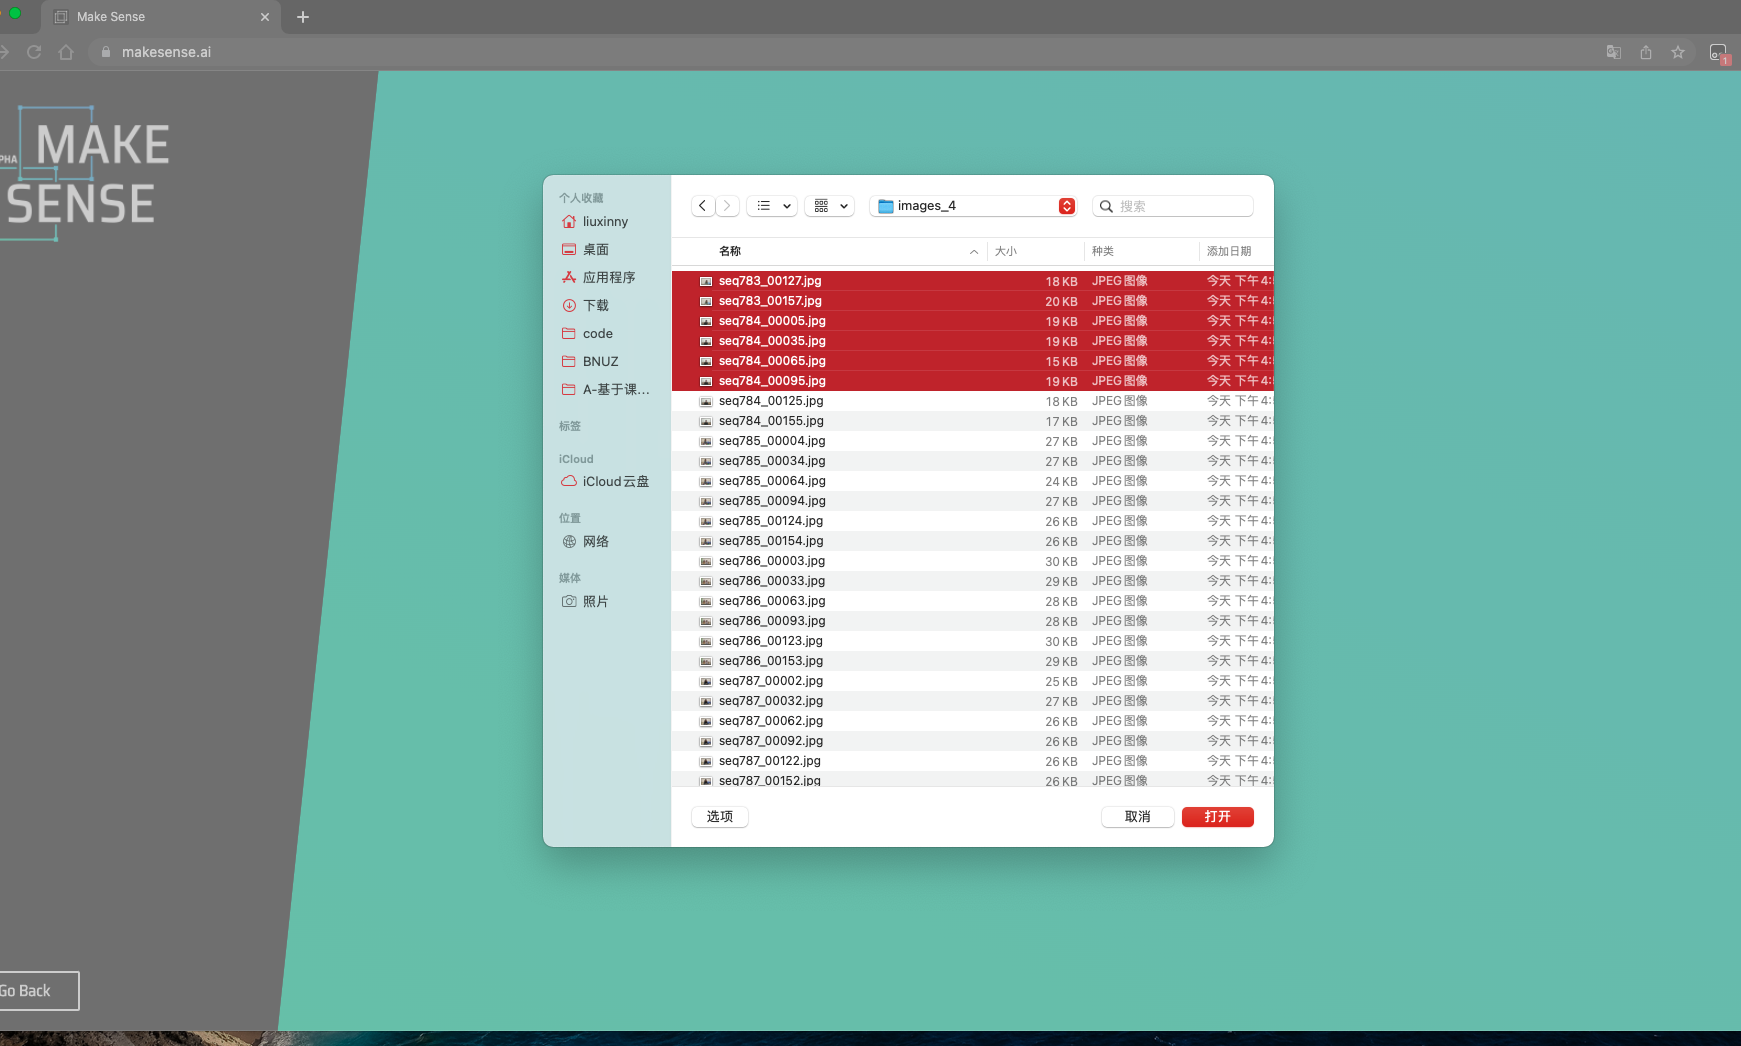 Make Sense
makesense.ai
1
MAKE
PHA
SENSE
Go Back
个人收藏
liuxinny
桌面
应用程序
下载
code
BNUZ
A-基于课...
标签
iCloud
iCloud云盘
位置
网络
媒体
照片
images_4
搜索
名称 大小 种类 添加日期
seq783_00127.jpg 18 KB JPEG图像 今天 下午4:
seq783_00157.jpg 20 KB JPEG图像 今天 下午4:
seq784_00005.jpg 19 KB JPEG图像 今天 下午4:
seq784_00035.jpg 19 KB JPEG图像 今天 下午4:
seq784_00065.jpg 15 KB JPEG图像 今天 下午4:
seq784_00095.jpg 19 KB JPEG图像 今天 下午4:
seq784_00125.jpg 18 KB JPEG图像 今天 下午4:
seq784_00155.jpg 17 KB JPEG图像 今天 下午4:
seq785_00004.jpg 27 KB JPEG图像 今天 下午4:
seq785_00034.jpg 27 KB JPEG图像 今天 下午4:
seq785_00064.jpg 24 KB JPEG图像 今天 下午4:
seq785_00094.jpg 27 KB JPEG图像 今天 下午4:
seq785_00124.jpg 26 KB JPEG图像 今天 下午4:
seq785_00154.jpg 26 KB JPEG图像 今天 下午4:
seq786_00003.jpg 30 KB JPEG图像 今天 下午4:
seq786_00033.jpg 29 KB JPEG图像 今天 下午4:
seq786_00063.jpg 28 KB JPEG图像 今天 下午4:
seq786_00093.jpg 28 KB JPEG图像 今天 下午4:
seq786_00123.jpg 30 KB JPEG图像 今天 下午4:
seq786_00153.jpg 29 KB JPEG图像 今天 下午4:
seq787_00002.jpg 25 KB JPEG图像 今天 下午4:
seq787_00032.jpg 27 KB JPEG图像 今天 下午4:
seq787_00062.jpg 26 KB JPEG图像 今天 下午4:
seq787_00092.jpg 26 KB JPEG图像 今天 下午4:
seq787_00122.jpg 26 KB JPEG图像 今天 下午4:
seq787_00152.jpg 26 KB JPEG图像 今天 下午4:
选项 取消 打开